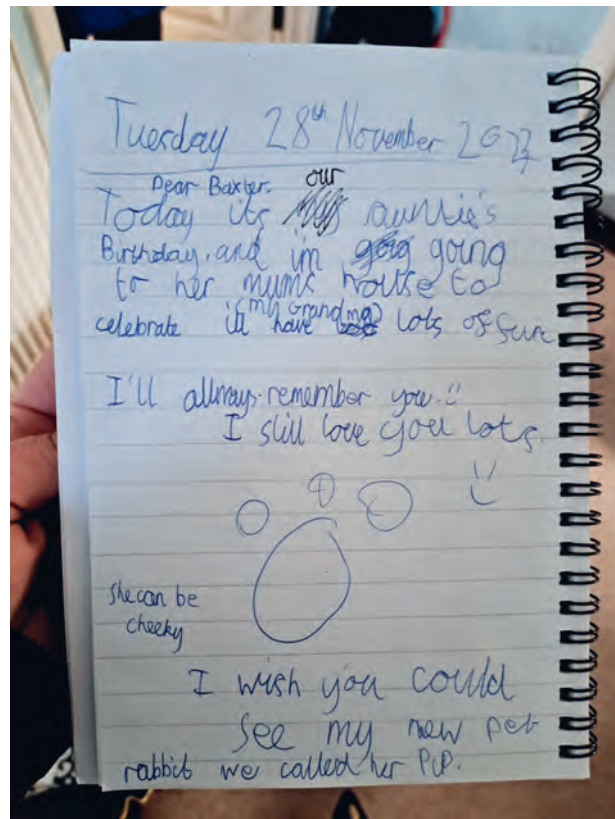 Tuesday 28th November 2023
Dear Baxter.
Today its our auntie's
Birthday. and im going
to her mums house to
(my Grandma)
celebrate ill have lots of fun
I'll allways remember you. :)
I still love you lots.
:)
she can be
cheeky
I wish you could
see my new pet
rabbit we called her PiP.